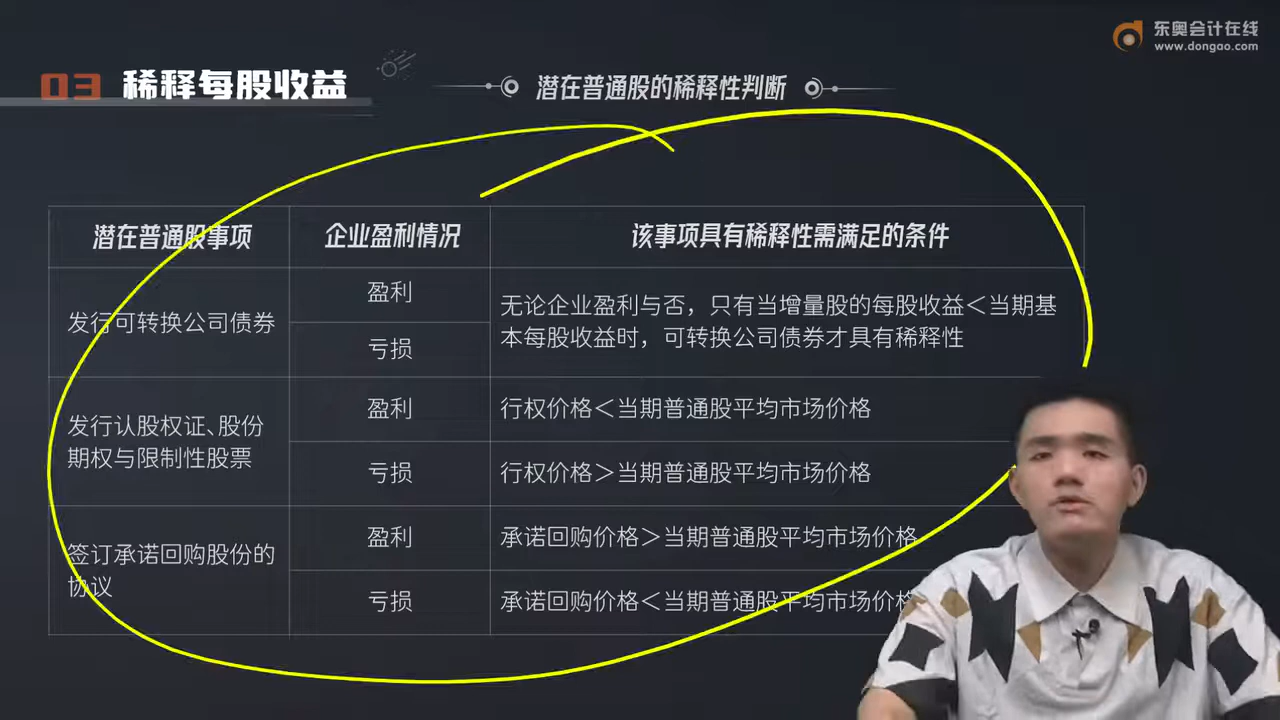 东奥会计在线
www.dongao.com
03 稀释每股收益
潜在普通股的稀释性判断
潜在普通股事项
企业盈利情况
该事项具有稀释性需满足的条件
发行可转换公司债券
盈利
亏损
无论企业盈利与否，只有当增量股的每股收益＜当期基
本每股收益时，可转换公司债券才具有稀释性
发行认股权证、股份
期权与限制性股票
盈利
行权价格＜当期普通股平均市场价格
亏损
行权价格＞当期普通股平均市场价格
签订承诺回购股份的
协议
盈利
承诺回购价格＞当期普通股平均市场价格
亏损
承诺回购价格＜当期普通股平均市场价格